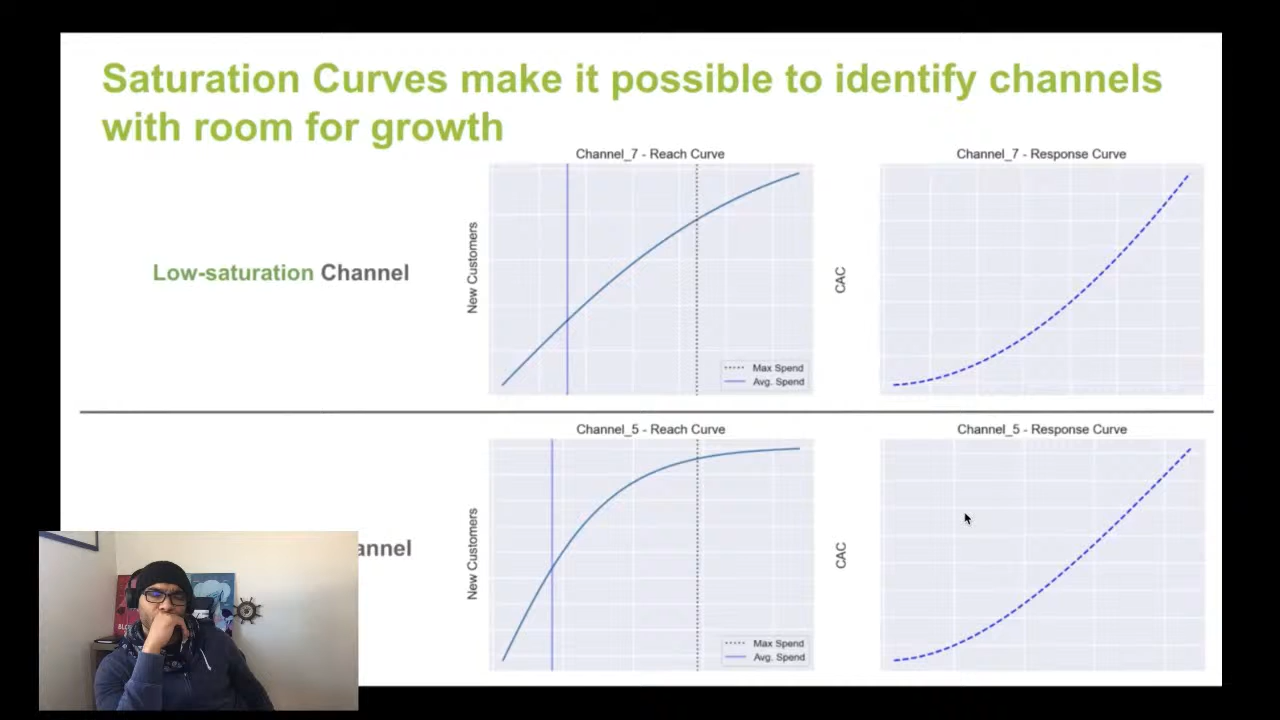 Saturation Curves make it possible to identify channels
with room for growth
Channel_7 - Reach Curve
Channel_7 - Response Curve
Low-saturation Channel
New Customers
CAC
Max Spend
Avg. Spend
Channel_5 - Reach Curve
Channel_5 - Response Curve
annel
New Customers
CAC
Max Spend
Avg. Spend